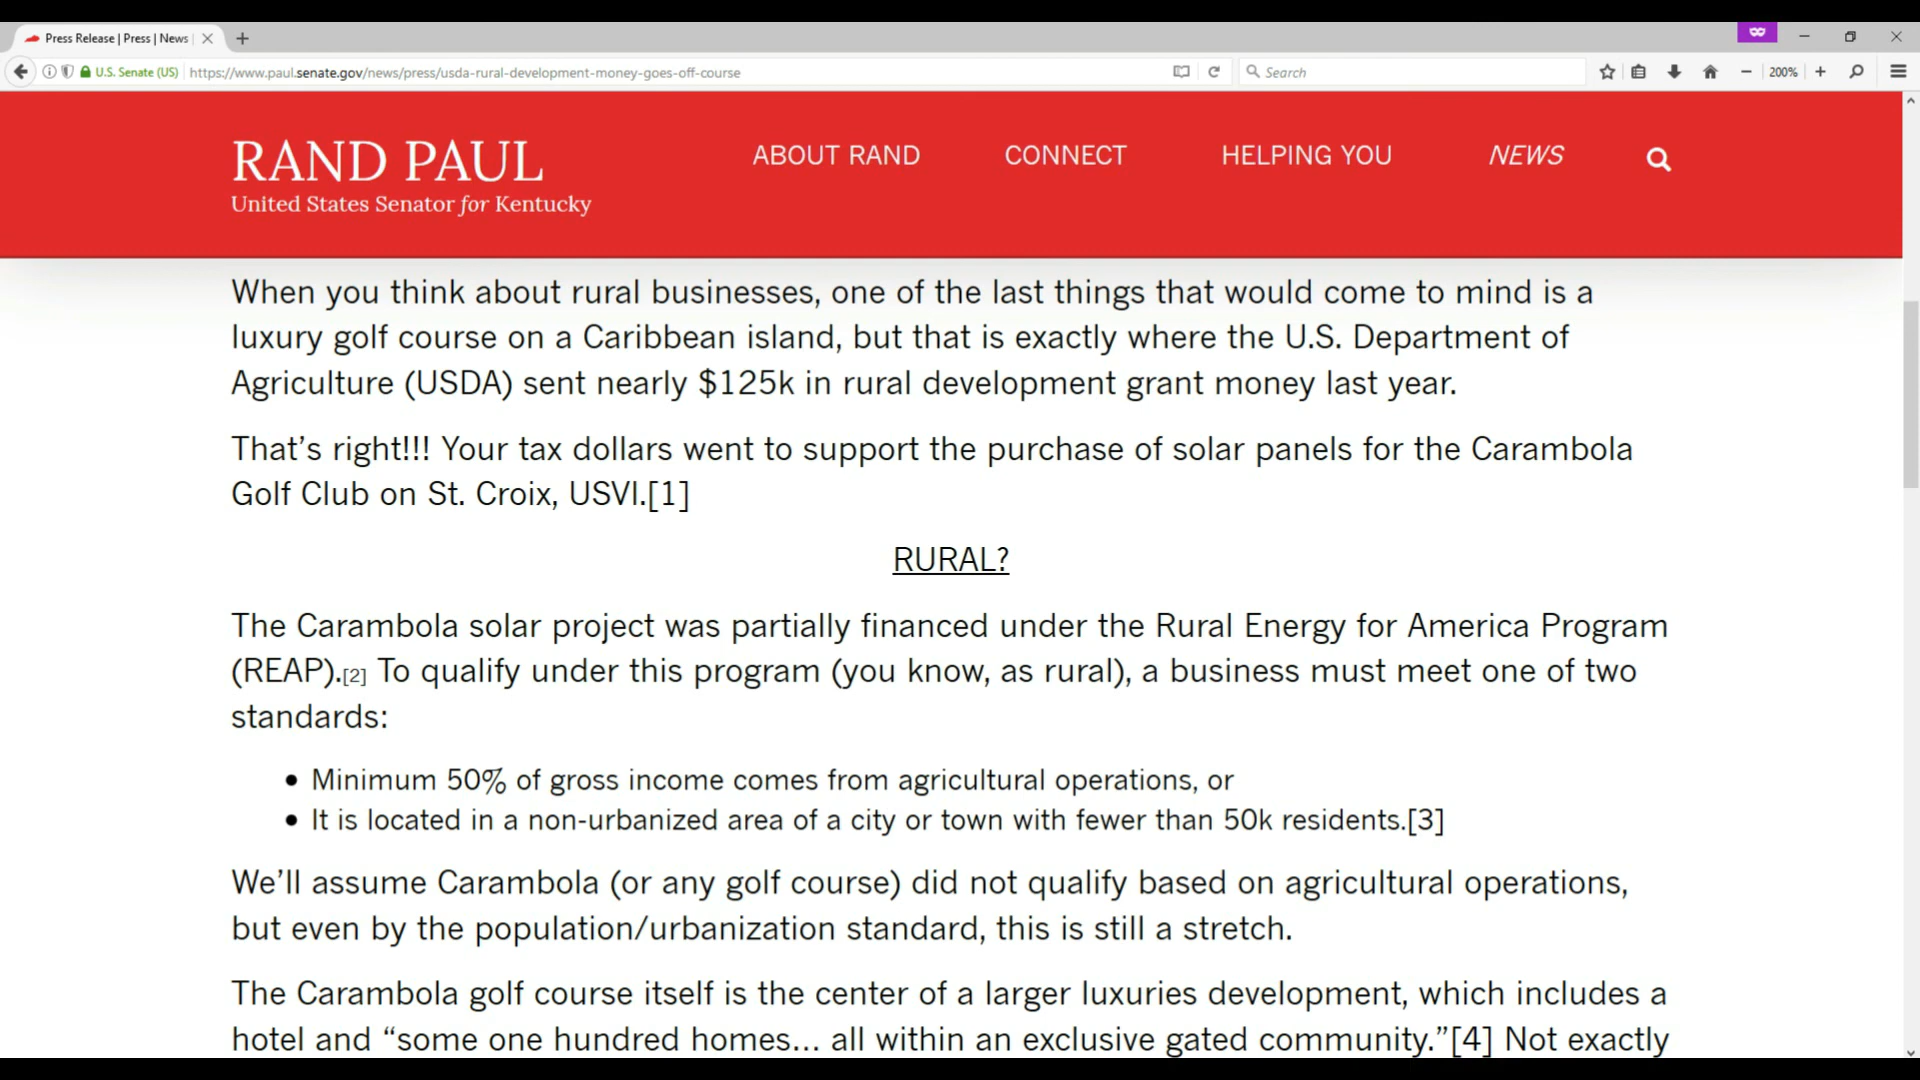 Press Release | Press | News
U.S. Senate (US) https://www.paul.senate.gov/news/press/usda-rural-development-money-goes-off-course Search 200%
RAND PAUL
United States Senator for Kentucky
ABOUT RAND CONNECT HELPING YOU NEWS
When you think about rural businesses, one of the last things that would come to mind is a
luxury golf course on a Caribbean island, but that is exactly where the U.S. Department of
Agriculture (USDA) sent nearly $125k in rural development grant money last year.
That’s right!!! Your tax dollars went to support the purchase of solar panels for the Carambola
Golf Club on St. Croix, USVI.[1]
RURAL?
The Carambola solar project was partially financed under the Rural Energy for America Program
(REAP).[2] To qualify under this program (you know, as rural), a business must meet one of two
standards:
• Minimum 50% of gross income comes from agricultural operations, or
• It is located in a non-urbanized area of a city or town with fewer than 50k residents.[3]
We’ll assume Carambola (or any golf course) did not qualify based on agricultural operations,
but even by the population/urbanization standard, this is still a stretch.
The Carambola golf course itself is the center of a larger luxuries development, which includes a
hotel and “some one hundred homes… all within an exclusive gated community.”[4] Not exactly